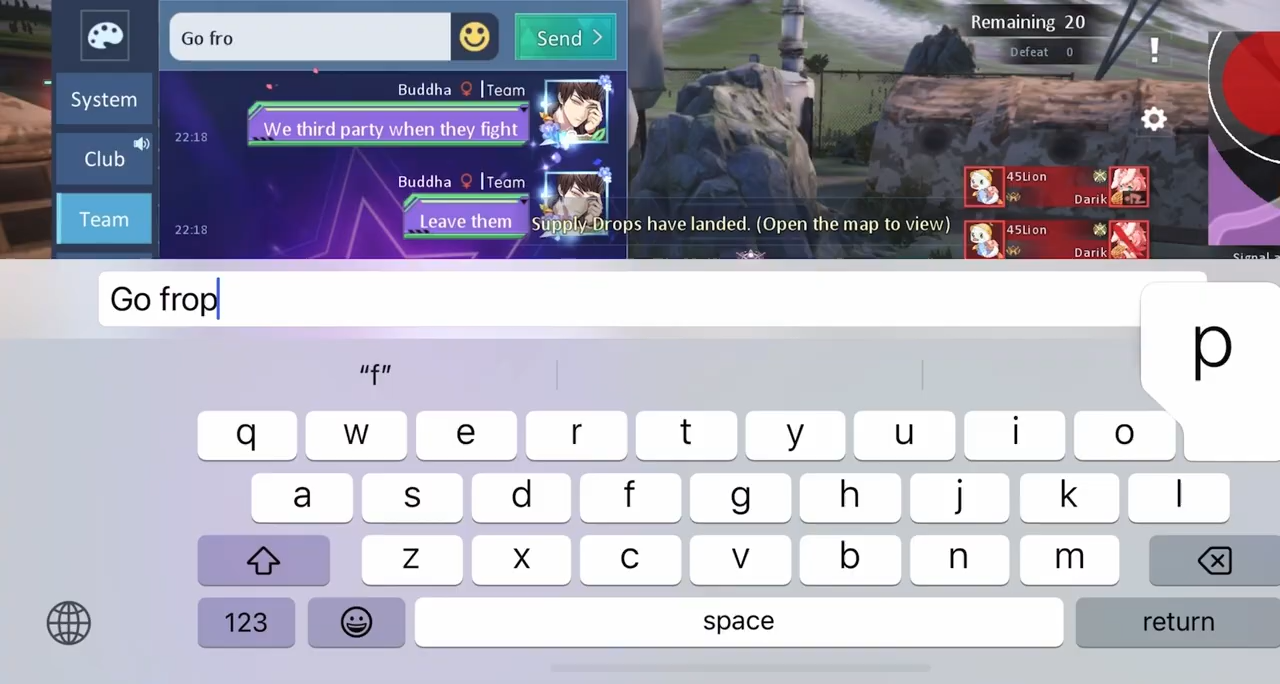 Go fro
Send >
System
Club
Team
Buddha ♀ |Team
22:18
We third party when they fight
Buddha ♀ |Team
22:18
Leave them
Supply Drops have landed. (Open the map to view)
Remaining 20
Defeat 0
!
45Lion
Darik
45Lion
Darik
Go frop
p
“f”
q w e r t y u i o
a s d f g h j k l
z x c v b n m
123
space
return